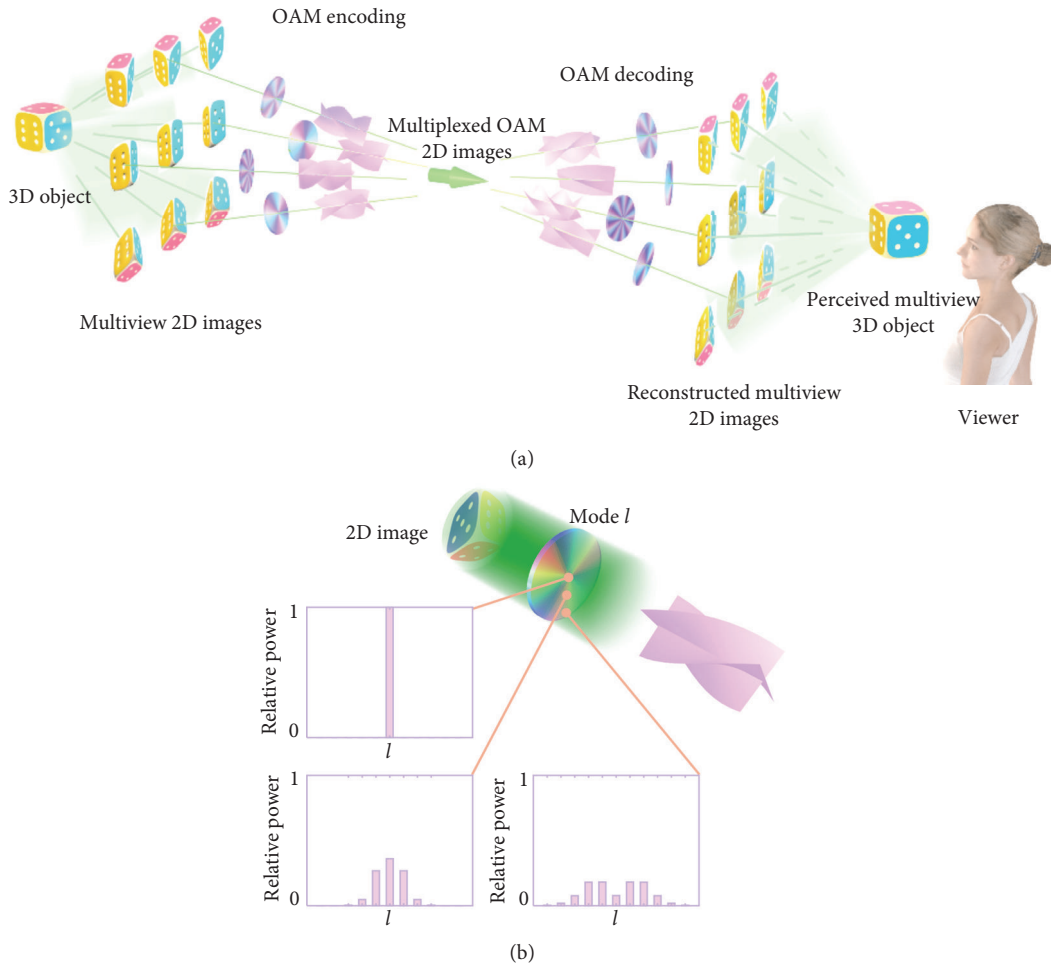 OAM encoding
OAM decoding
Multiplexed OAM
2D images
3D object
Multiview 2D images
Perceived multiview
3D object
Reconstructed multiview
2D images
Viewer
(a)
2D image
Mode l
1
Relative power
0
l
1
Relative power
0
l
1
Relative power
0
l
(b)